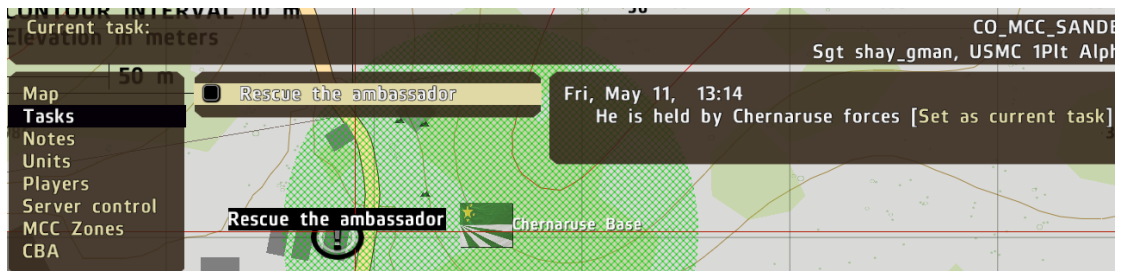 CONTOUR INTERVAL 10 m
Elevation in meters
50 m
Current task:
CO_MCC_SANDE
Sgt shay_gman, USMC 1Plt Alph
Map
Tasks
Notes
Units
Players
Server control
MCC Zones
CBA
Rescue the ambassador
Fri, May 11, 13:14
He is held by Chernaruse forces [Set as current task]
Rescue the ambassador
Chernaruse Base